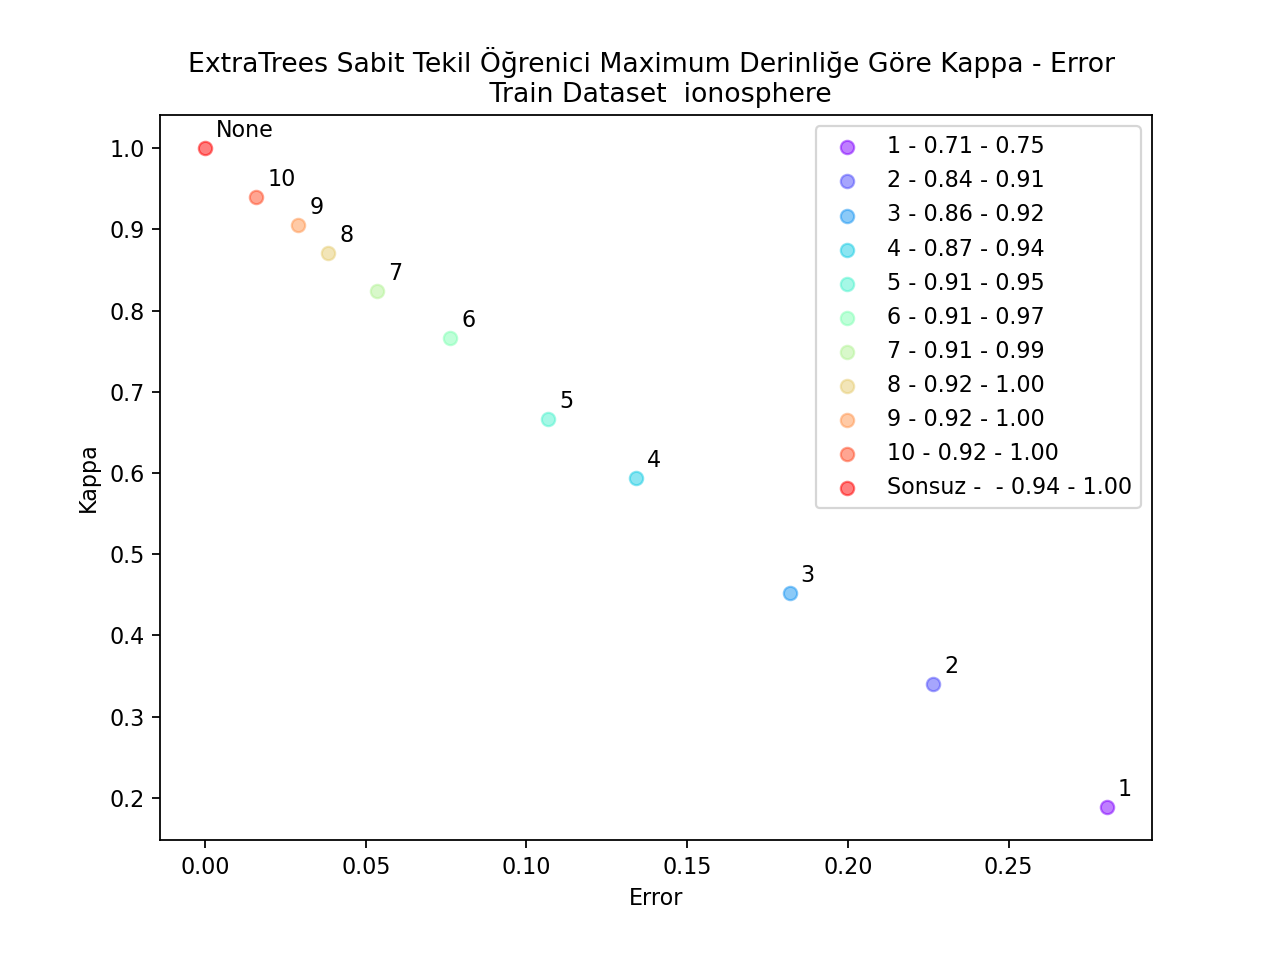 ExtraTrees Sabit Tekil Öğrenici Maximum Derinliğe Göre Kappa - Error
Train Dataset  ionosphere
None
10
9
8
7
6
5
4
3
2
1
1 - 0.71 - 0.75
2 - 0.84 - 0.91
3 - 0.86 - 0.92
4 - 0.87 - 0.94
5 - 0.91 - 0.95
6 - 0.91 - 0.97
7 - 0.91 - 0.99
8 - 0.92 - 1.00
9 - 0.92 - 1.00
10 - 0.92 - 1.00
Sonsuz -  - 0.94 - 1.00
1.0
0.9
0.8
0.7
0.6
0.5
0.4
0.3
0.2
Kappa
0.00 0.05 0.10 0.15 0.20 0.25
Error